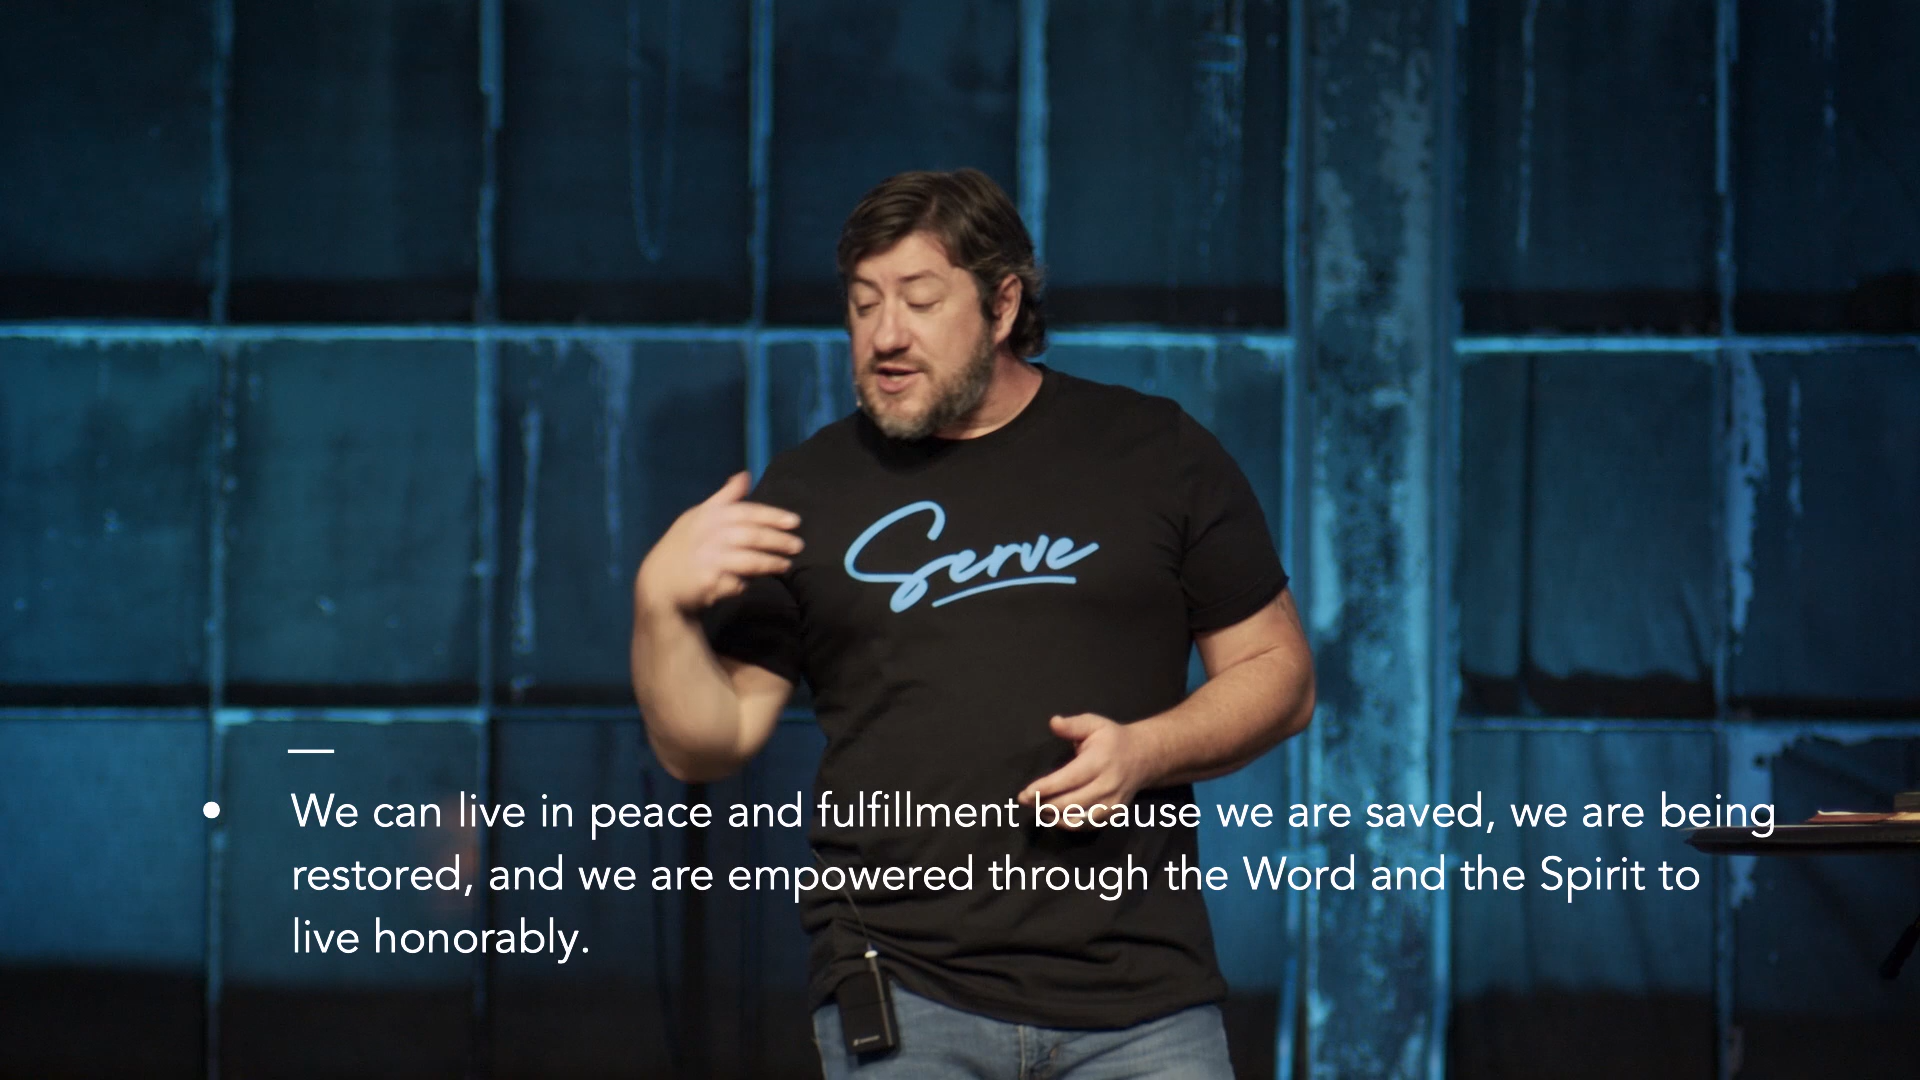 Serve
• We can live in peace and fulfillment because we are saved, we are being
restored, and we are empowered through the Word and the Spirit to
live honorably.